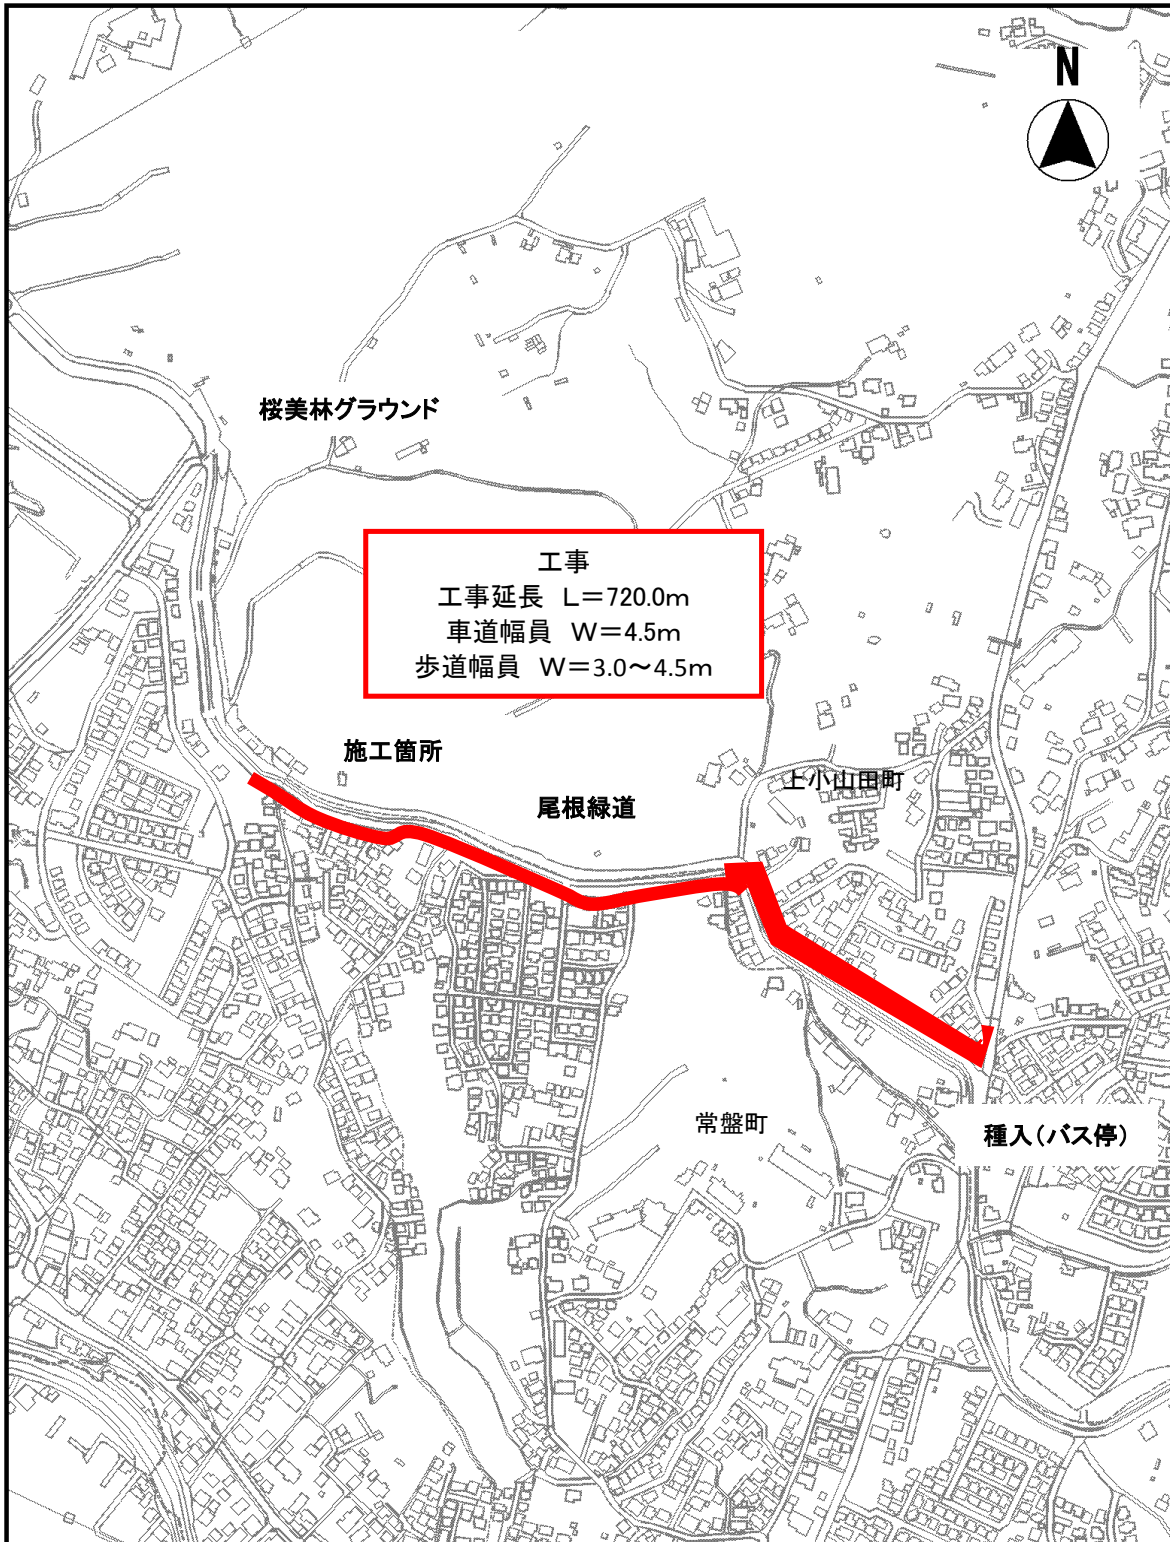 N
桜美林グラウンド
工事
工事延長 L=720.0m
車道幅員 W=4.5m
歩道幅員 W=3.0~4.5m
施工箇所
尾根緑道
上小山田町
常盤町
種入(バス停)